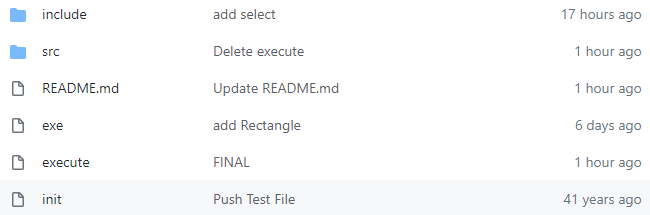 include add select 17 hours ago
src Delete execute 1 hour ago
README.md Update README.md 1 hour ago
exe add Rectangle 6 days ago
execute FINAL 1 hour ago
init Push Test File 41 years ago